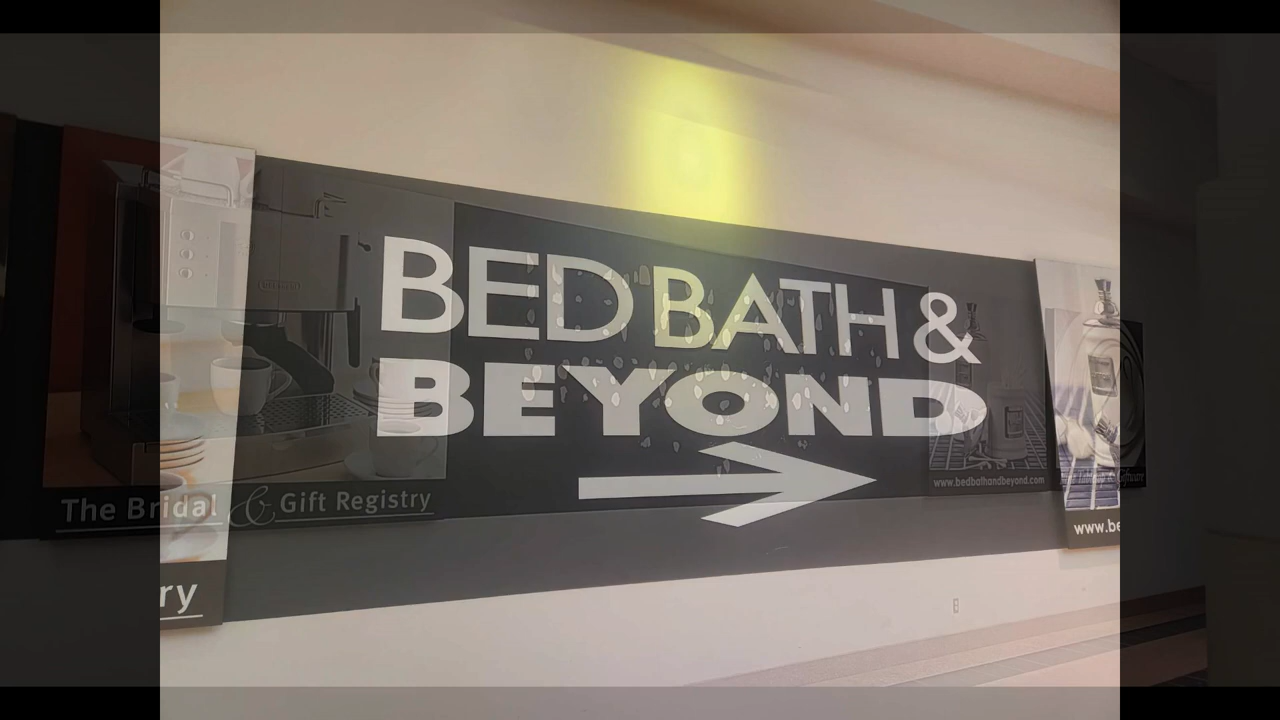 BED BATH &
BEYOND
The Bridal & Gift Registry
www.bedbathandbeyond.com
ry
www.be